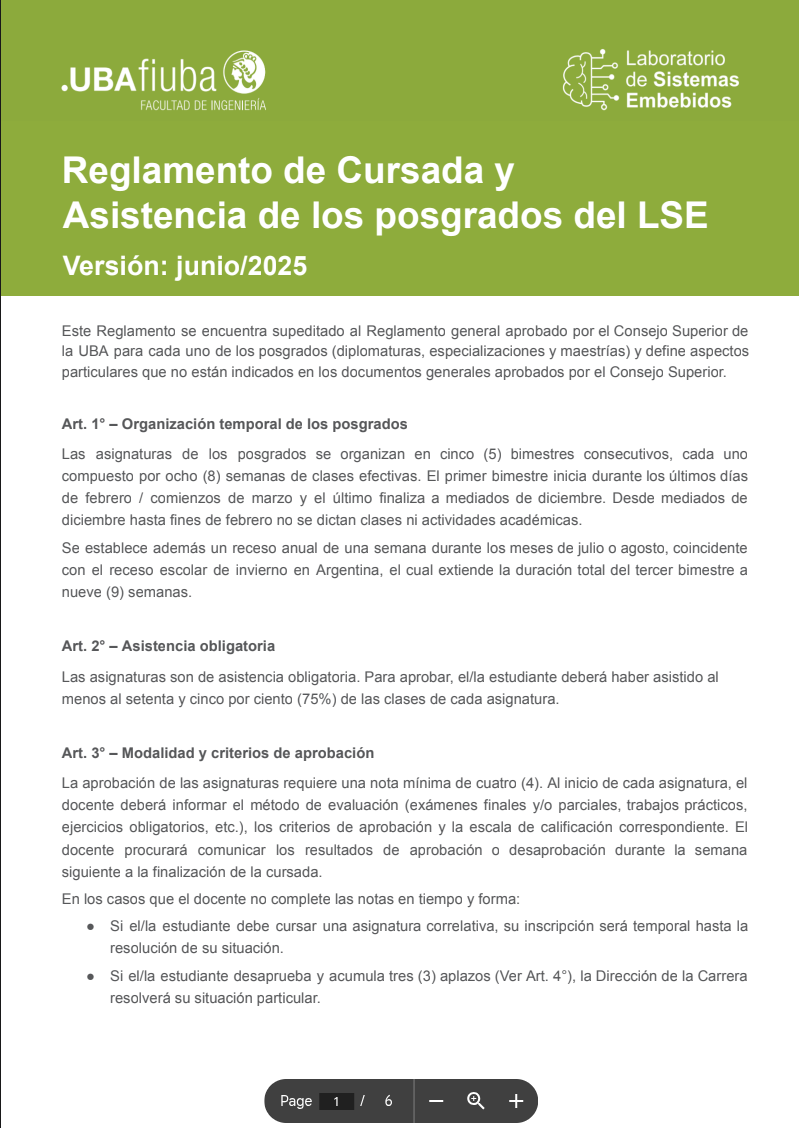 .UBAfiuba
FACULTAD DE INGENIERÍA
Laboratorio
de Sistemas
Embebidos
Reglamento de Cursada y
Asistencia de los posgrados del LSE
Versión: junio/2025
Este Reglamento se encuentra supeditado al Reglamento general aprobado por el Consejo Superior de
la UBA para cada uno de los posgrados (diplomaturas, especializaciones y maestrías) y define aspectos
particulares que no están indicados en los documentos generales aprobados por el Consejo Superior.
Art. 1° – Organización temporal de los posgrados
Las asignaturas de los posgrados se organizan en cinco (5) bimestres consecutivos, cada uno
compuesto por ocho (8) semanas de clases efectivas. El primer bimestre inicia durante los últimos días
de febrero / comienzos de marzo y el último finaliza a mediados de diciembre. Desde mediados de
diciembre hasta fines de febrero no se dictan clases ni actividades académicas.
Se establece además un receso anual de una semana durante los meses de julio o agosto, coincidente
con el receso escolar de invierno en Argentina, el cual extiende la duración total del tercer bimestre a
nueve (9) semanas.
Art. 2° – Asistencia obligatoria
Las asignaturas son de asistencia obligatoria. Para aprobar, el/la estudiante deberá haber asistido al
menos al setenta y cinco por ciento (75%) de las clases de cada asignatura.
Art. 3° – Modalidad y criterios de aprobación
La aprobación de las asignaturas requiere una nota mínima de cuatro (4). Al inicio de cada asignatura, el
docente deberá informar el método de evaluación (exámenes finales y/o parciales, trabajos prácticos,
ejercicios obligatorios, etc.), los criterios de aprobación y la escala de calificación correspondiente. El
docente procurará comunicar los resultados de aprobación o desaprobación durante la semana
siguiente a la finalización de la cursada.
En los casos que el docente no complete las notas en tiempo y forma:
● Si el/la estudiante debe cursar una asignatura correlativa, su inscripción será temporal hasta la
resolución de su situación.
● Si el/la estudiante desaprueba y acumula tres (3) aplazos (Ver Art. 4°), la Dirección de la Carrera
resolverá su situación particular.
Page 1 / 6